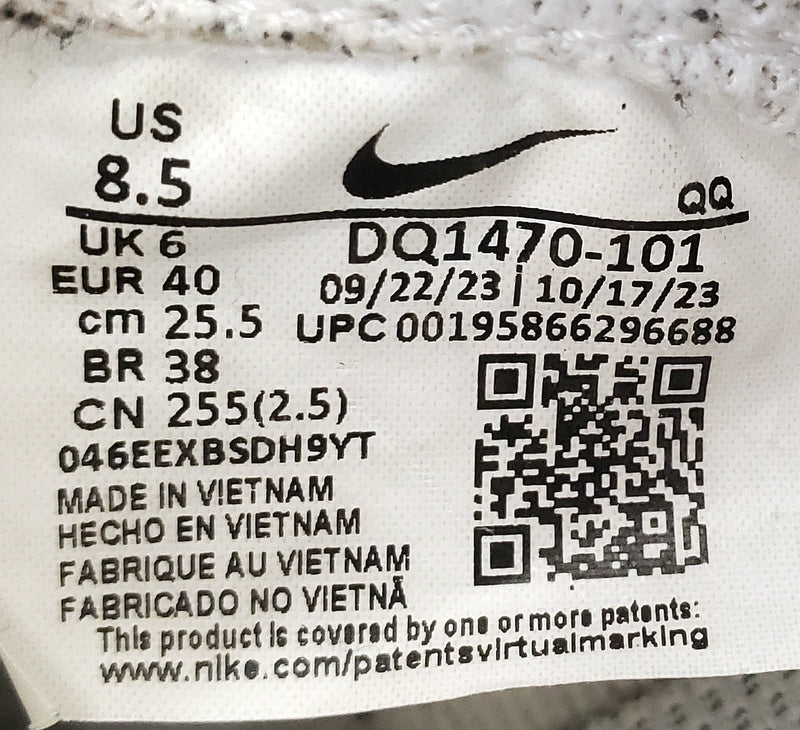 US
8.5
QQ
UK 6
EUR 40
cm 25.5
BR 38
CN 255(2.5)
DQ1470-101
09/22/23 | 10/17/23
UPC 00195866296688
046EEXBSDH9YT
MADE IN VIETNAM
HECHO EN VIETNAM
FABRIQUE AU VIETNAM
FABRICADO NO VIETNÃ
This product is covered by one or more patents:
www.nike.com/patentsvirtualmarking